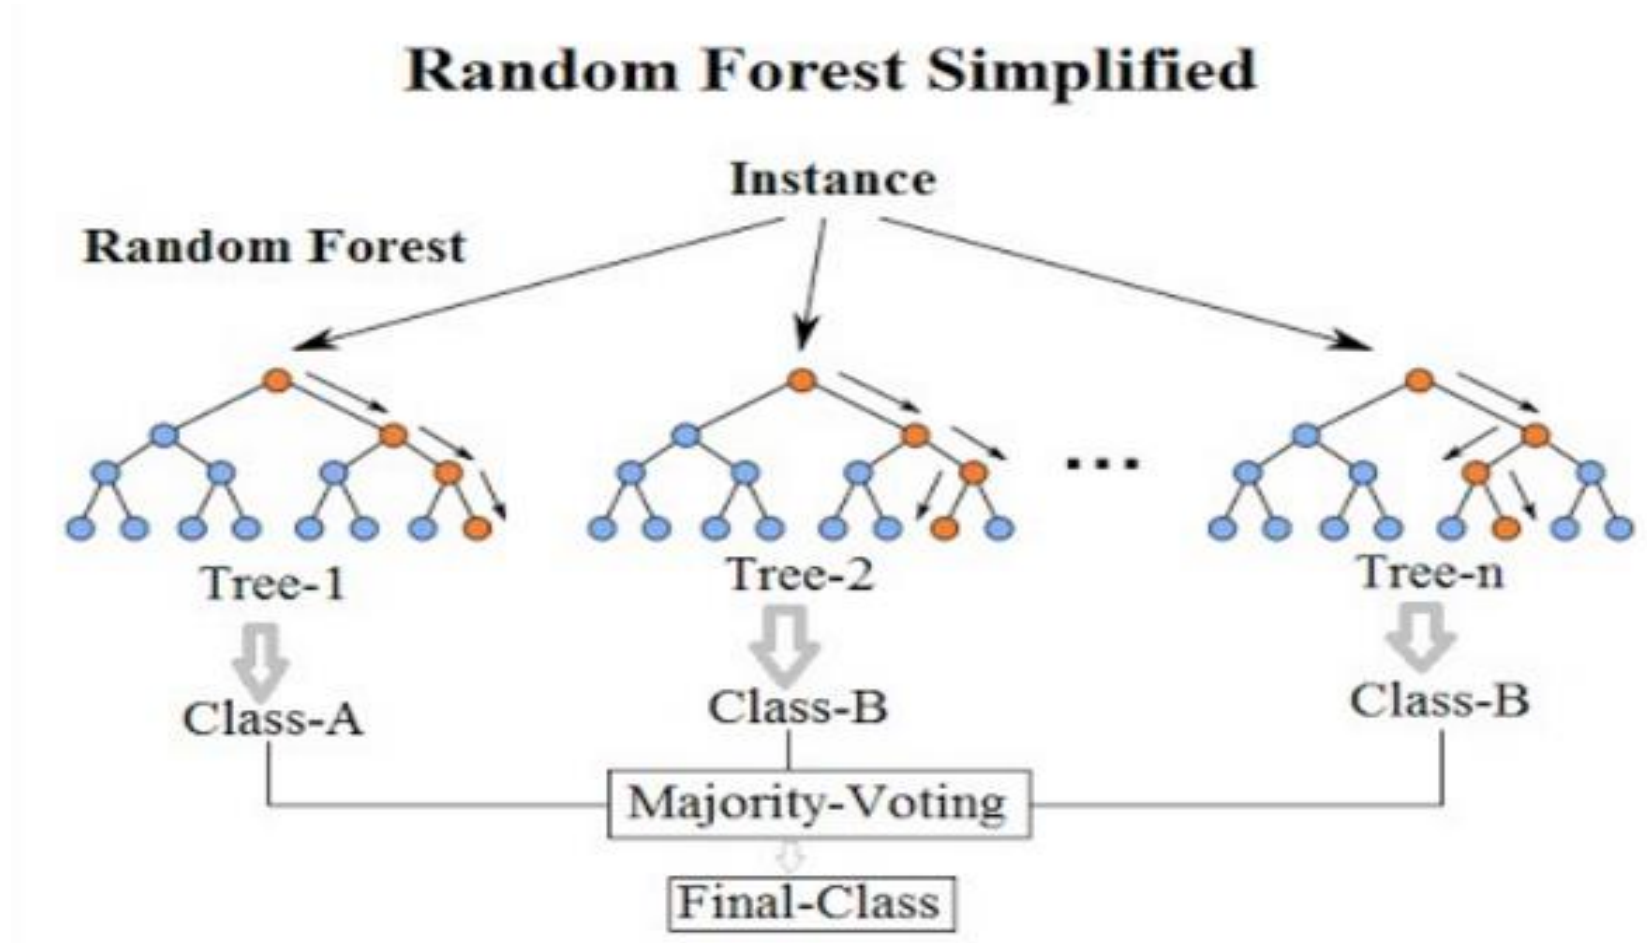 Random Forest Simplified
Instance
Random Forest
...
Tree-1
Tree-2
Tree-n
Class-A
Class-B
Class-B
Majority-Voting
Final-Class